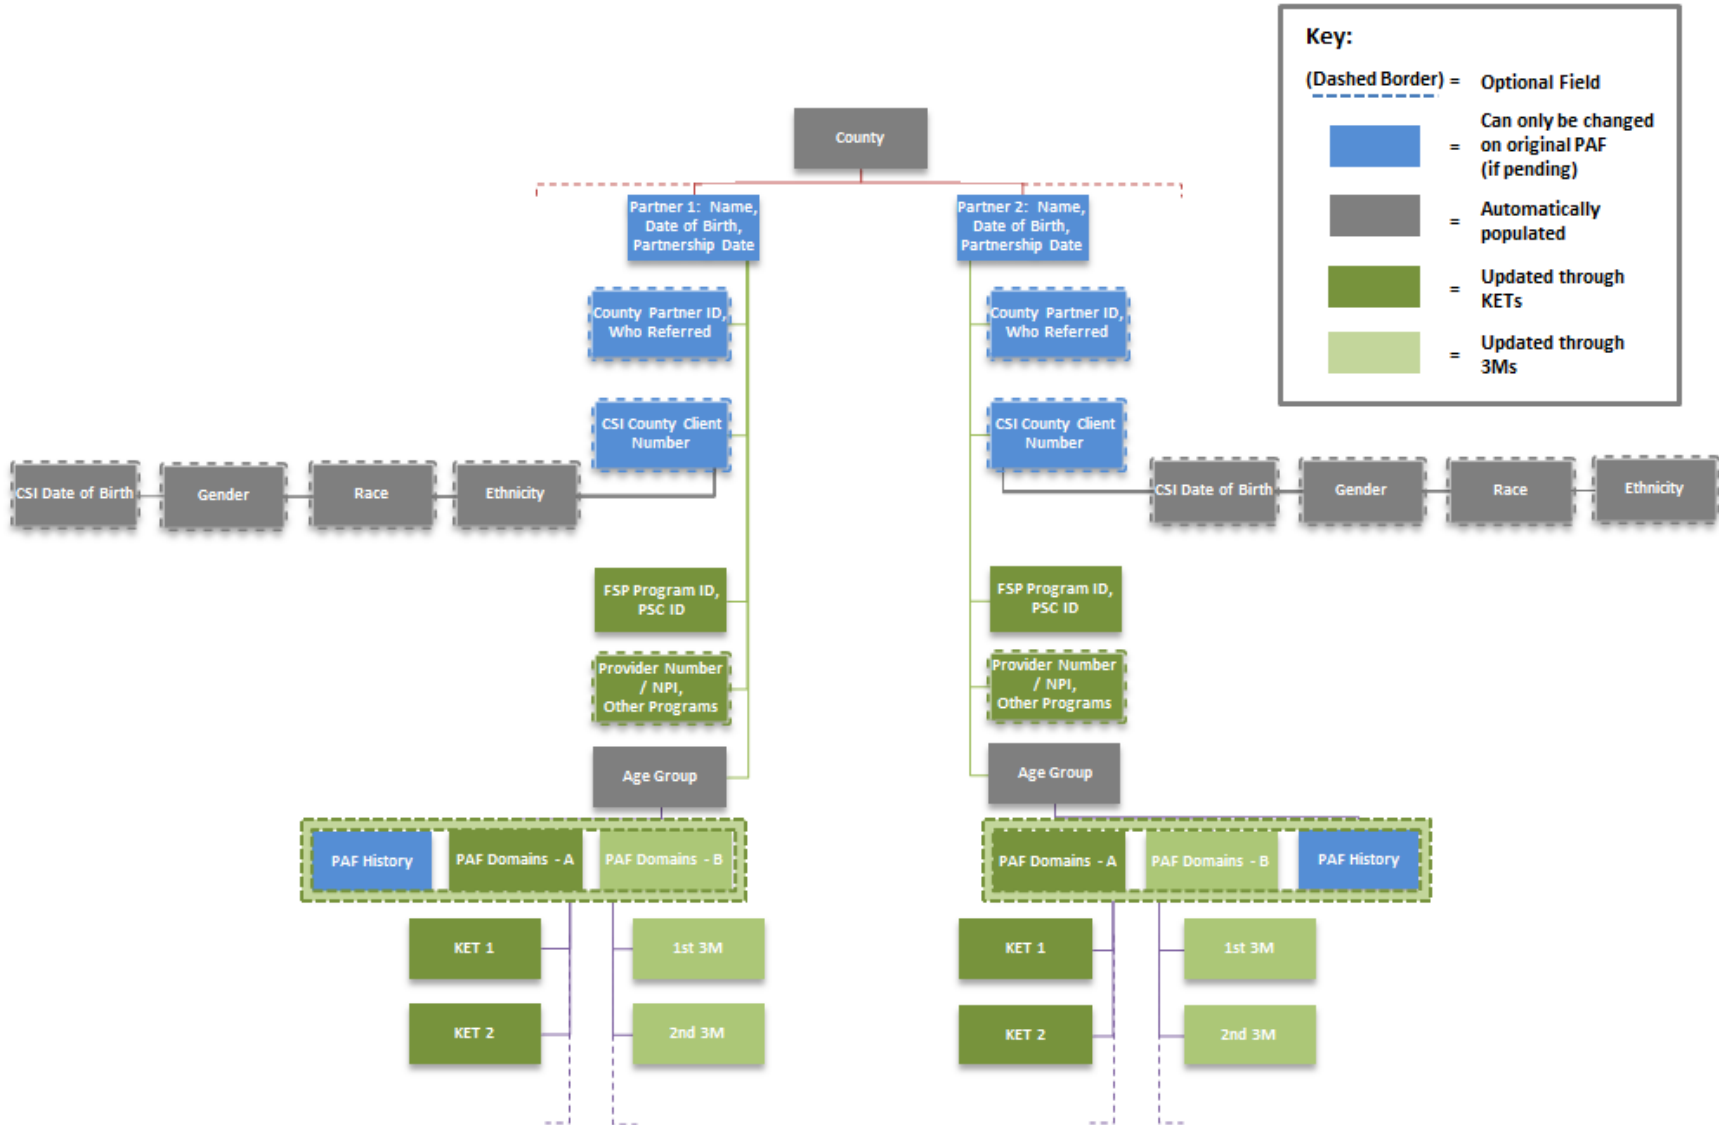 Key:
(Dashed Border) = Optional Field
= Can only be changed
on original PAF
(if pending)
= Automatically
populated
= Updated through
KETs
= Updated through
3Ms
County
Partner 1: Name,
Date of Birth,
Partnership Date
Partner 2: Name,
Date of Birth,
Partnership Date
County Partner ID,
Who Referred
County Partner ID,
Who Referred
CSI County Client
Number
CSI County Client
Number
CSI Date of Birth
Gender
Race
Ethnicity
CSI Date of Birth
Gender
Race
Ethnicity
FSP Program ID,
PSC ID
FSP Program ID,
PSC ID
Provider Number
/ NPI,
Other Programs
Provider Number
/ NPI,
Other Programs
Age Group
Age Group
PAF History
PAF Domains - A
PAF Domains - B
PAF Domains - A
PAF Domains - B
PAF History
KET 1
1st 3M
KET 1
1st 3M
KET 2
2nd 3M
KET 2
2nd 3M